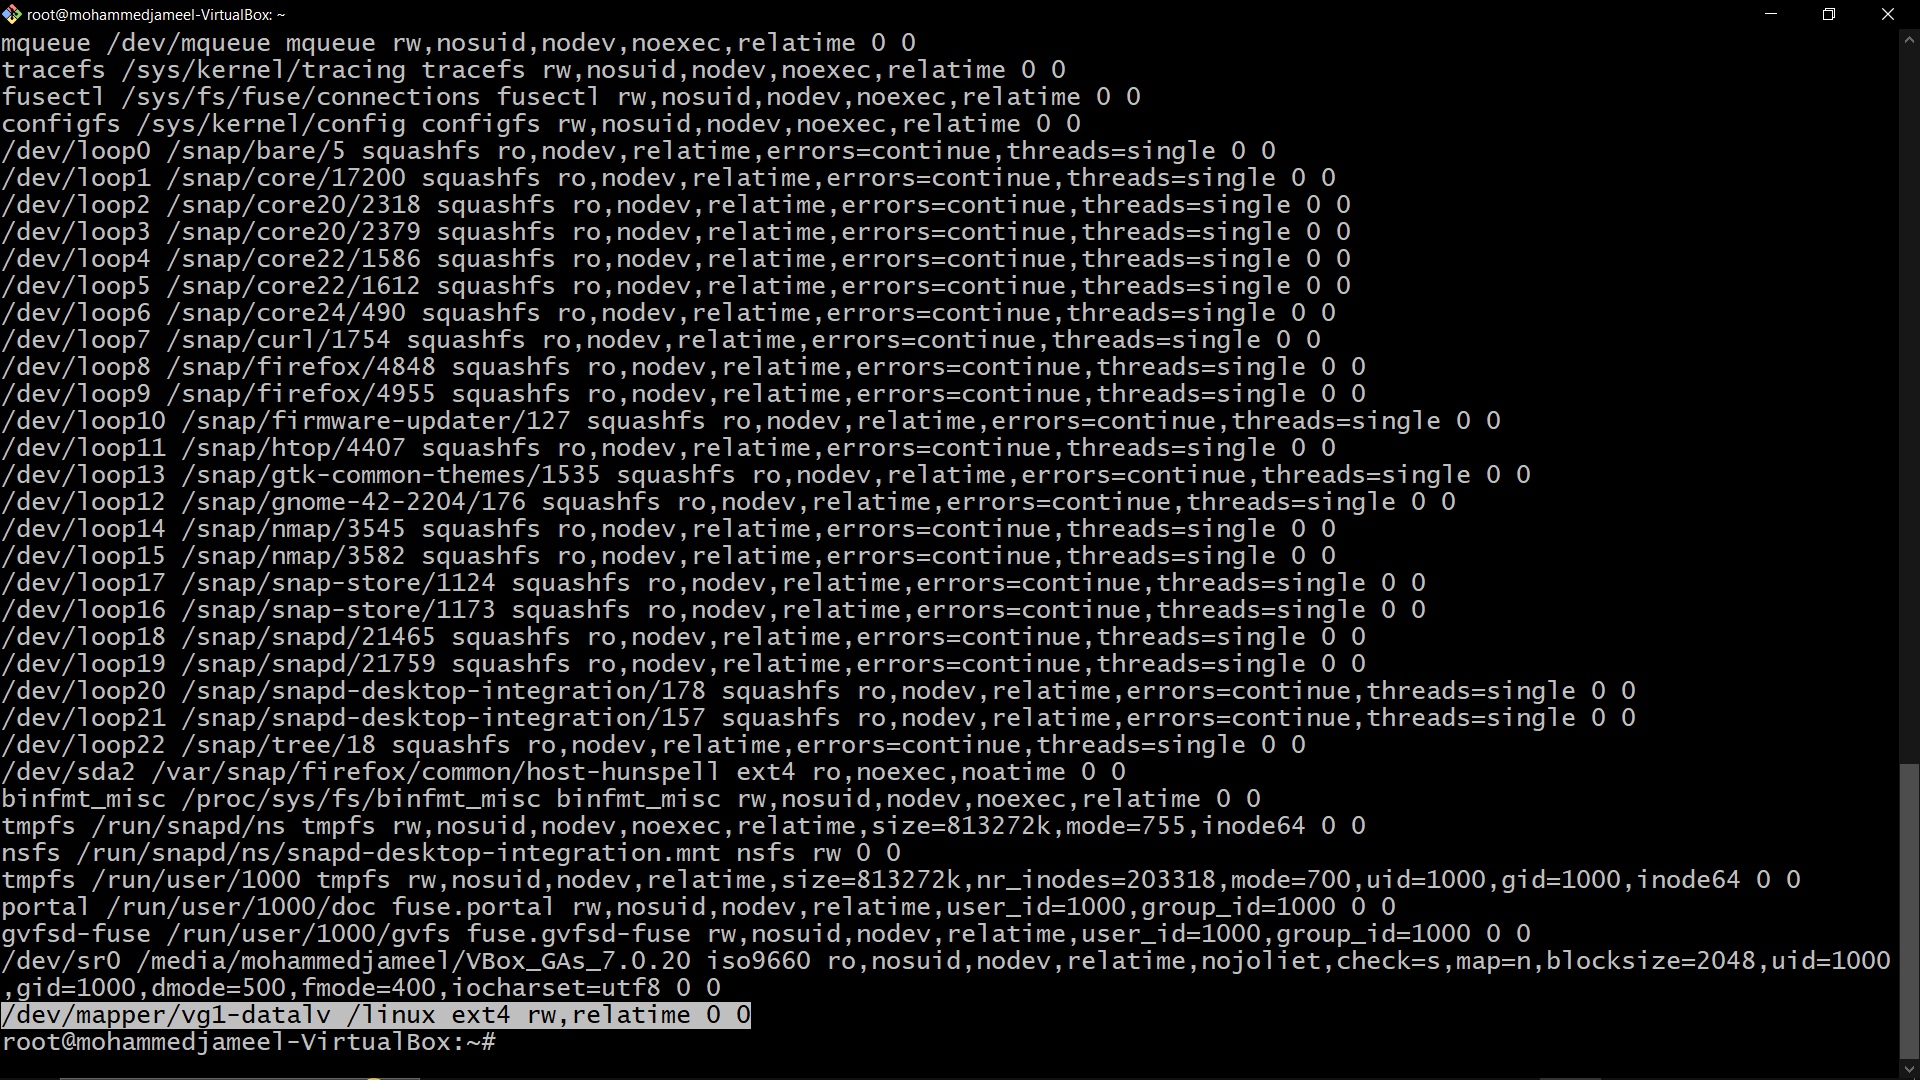 root@mohammedjameel-VirtualBox: ~
mqueue /dev/mqueue mqueue rw,nosuid,nodev,noexec,relatime 0 0
tracefs /sys/kernel/tracing tracefs rw,nosuid,nodev,noexec,relatime 0 0
fusectl /sys/fs/fuse/connections fusectl rw,nosuid,nodev,noexec,relatime 0 0
configfs /sys/kernel/config configfs rw,nosuid,nodev,noexec,relatime 0 0
/dev/loop0 /snap/bare/5 squashfs ro,nodev,relatime,errors=continue,threads=single 0 0
/dev/loop1 /snap/core/17200 squashfs ro,nodev,relatime,errors=continue,threads=single 0 0
/dev/loop2 /snap/core20/2318 squashfs ro,nodev,relatime,errors=continue,threads=single 0 0
/dev/loop3 /snap/core20/2379 squashfs ro,nodev,relatime,errors=continue,threads=single 0 0
/dev/loop4 /snap/core22/1586 squashfs ro,nodev,relatime,errors=continue,threads=single 0 0
/dev/loop5 /snap/core22/1612 squashfs ro,nodev,relatime,errors=continue,threads=single 0 0
/dev/loop6 /snap/core24/490 squashfs ro,nodev,relatime,errors=continue,threads=single 0 0
/dev/loop7 /snap/curl/1754 squashfs ro,nodev,relatime,errors=continue,threads=single 0 0
/dev/loop8 /snap/firefox/4848 squashfs ro,nodev,relatime,errors=continue,threads=single 0 0
/dev/loop9 /snap/firefox/4955 squashfs ro,nodev,relatime,errors=continue,threads=single 0 0
/dev/loop10 /snap/firmware-updater/127 squashfs ro,nodev,relatime,errors=continue,threads=single 0 0
/dev/loop11 /snap/htop/4407 squashfs ro,nodev,relatime,errors=continue,threads=single 0 0
/dev/loop13 /snap/gtk-common-themes/1535 squashfs ro,nodev,relatime,errors=continue,threads=single 0 0
/dev/loop12 /snap/gnome-42-2204/176 squashfs ro,nodev,relatime,errors=continue,threads=single 0 0
/dev/loop14 /snap/nmap/3545 squashfs ro,nodev,relatime,errors=continue,threads=single 0 0
/dev/loop15 /snap/nmap/3582 squashfs ro,nodev,relatime,errors=continue,threads=single 0 0
/dev/loop17 /snap/snap-store/1124 squashfs ro,nodev,relatime,errors=continue,threads=single 0 0
/dev/loop16 /snap/snap-store/1173 squashfs ro,nodev,relatime,errors=continue,threads=single 0 0
/dev/loop18 /snap/snapd/21465 squashfs ro,nodev,relatime,errors=continue,threads=single 0 0
/dev/loop19 /snap/snapd/21759 squashfs ro,nodev,relatime,errors=continue,threads=single 0 0
/dev/loop20 /snap/snapd-desktop-integration/178 squashfs ro,nodev,relatime,errors=continue,threads=single 0 0
/dev/loop21 /snap/snapd-desktop-integration/157 squashfs ro,nodev,relatime,errors=continue,threads=single 0 0
/dev/loop22 /snap/tree/18 squashfs ro,nodev,relatime,errors=continue,threads=single 0 0
/dev/sda2 /var/snap/firefox/common/host-hunspell ext4 ro,noexec,noatime 0 0
binfmt_misc /proc/sys/fs/binfmt_misc binfmt_misc rw,nosuid,nodev,noexec,relatime 0 0
tmpfs /run/snapd/ns tmpfs rw,nosuid,nodev,noexec,relatime,size=813272k,mode=755,inode64 0 0
nsfs /run/snapd/ns/snapd-desktop-integration.mnt nsfs rw 0 0
tmpfs /run/user/1000 tmpfs rw,nosuid,nodev,relatime,size=813272k,nr_inodes=203318,mode=700,uid=1000,gid=1000,inode64 0 0
portal /run/user/1000/doc fuse.portal rw,nosuid,nodev,relatime,user_id=1000,group_id=1000 0 0
gvfsd-fuse /run/user/1000/gvfs fuse.gvfsd-fuse rw,nosuid,nodev,relatime,user_id=1000,group_id=1000 0 0
/dev/sr0 /media/mohammedjameel/VBox_GAs_7.0.20 iso9660 ro,nosuid,nodev,relatime,nojoliet,check=s,map=n,blocksize=2048,uid=1000
,gid=1000,dmode=500,fmode=400,iocharset=utf8 0 0
/dev/mapper/vg1-datalv /linux ext4 rw,relatime 0 0
root@mohammedjameel-VirtualBox:~#